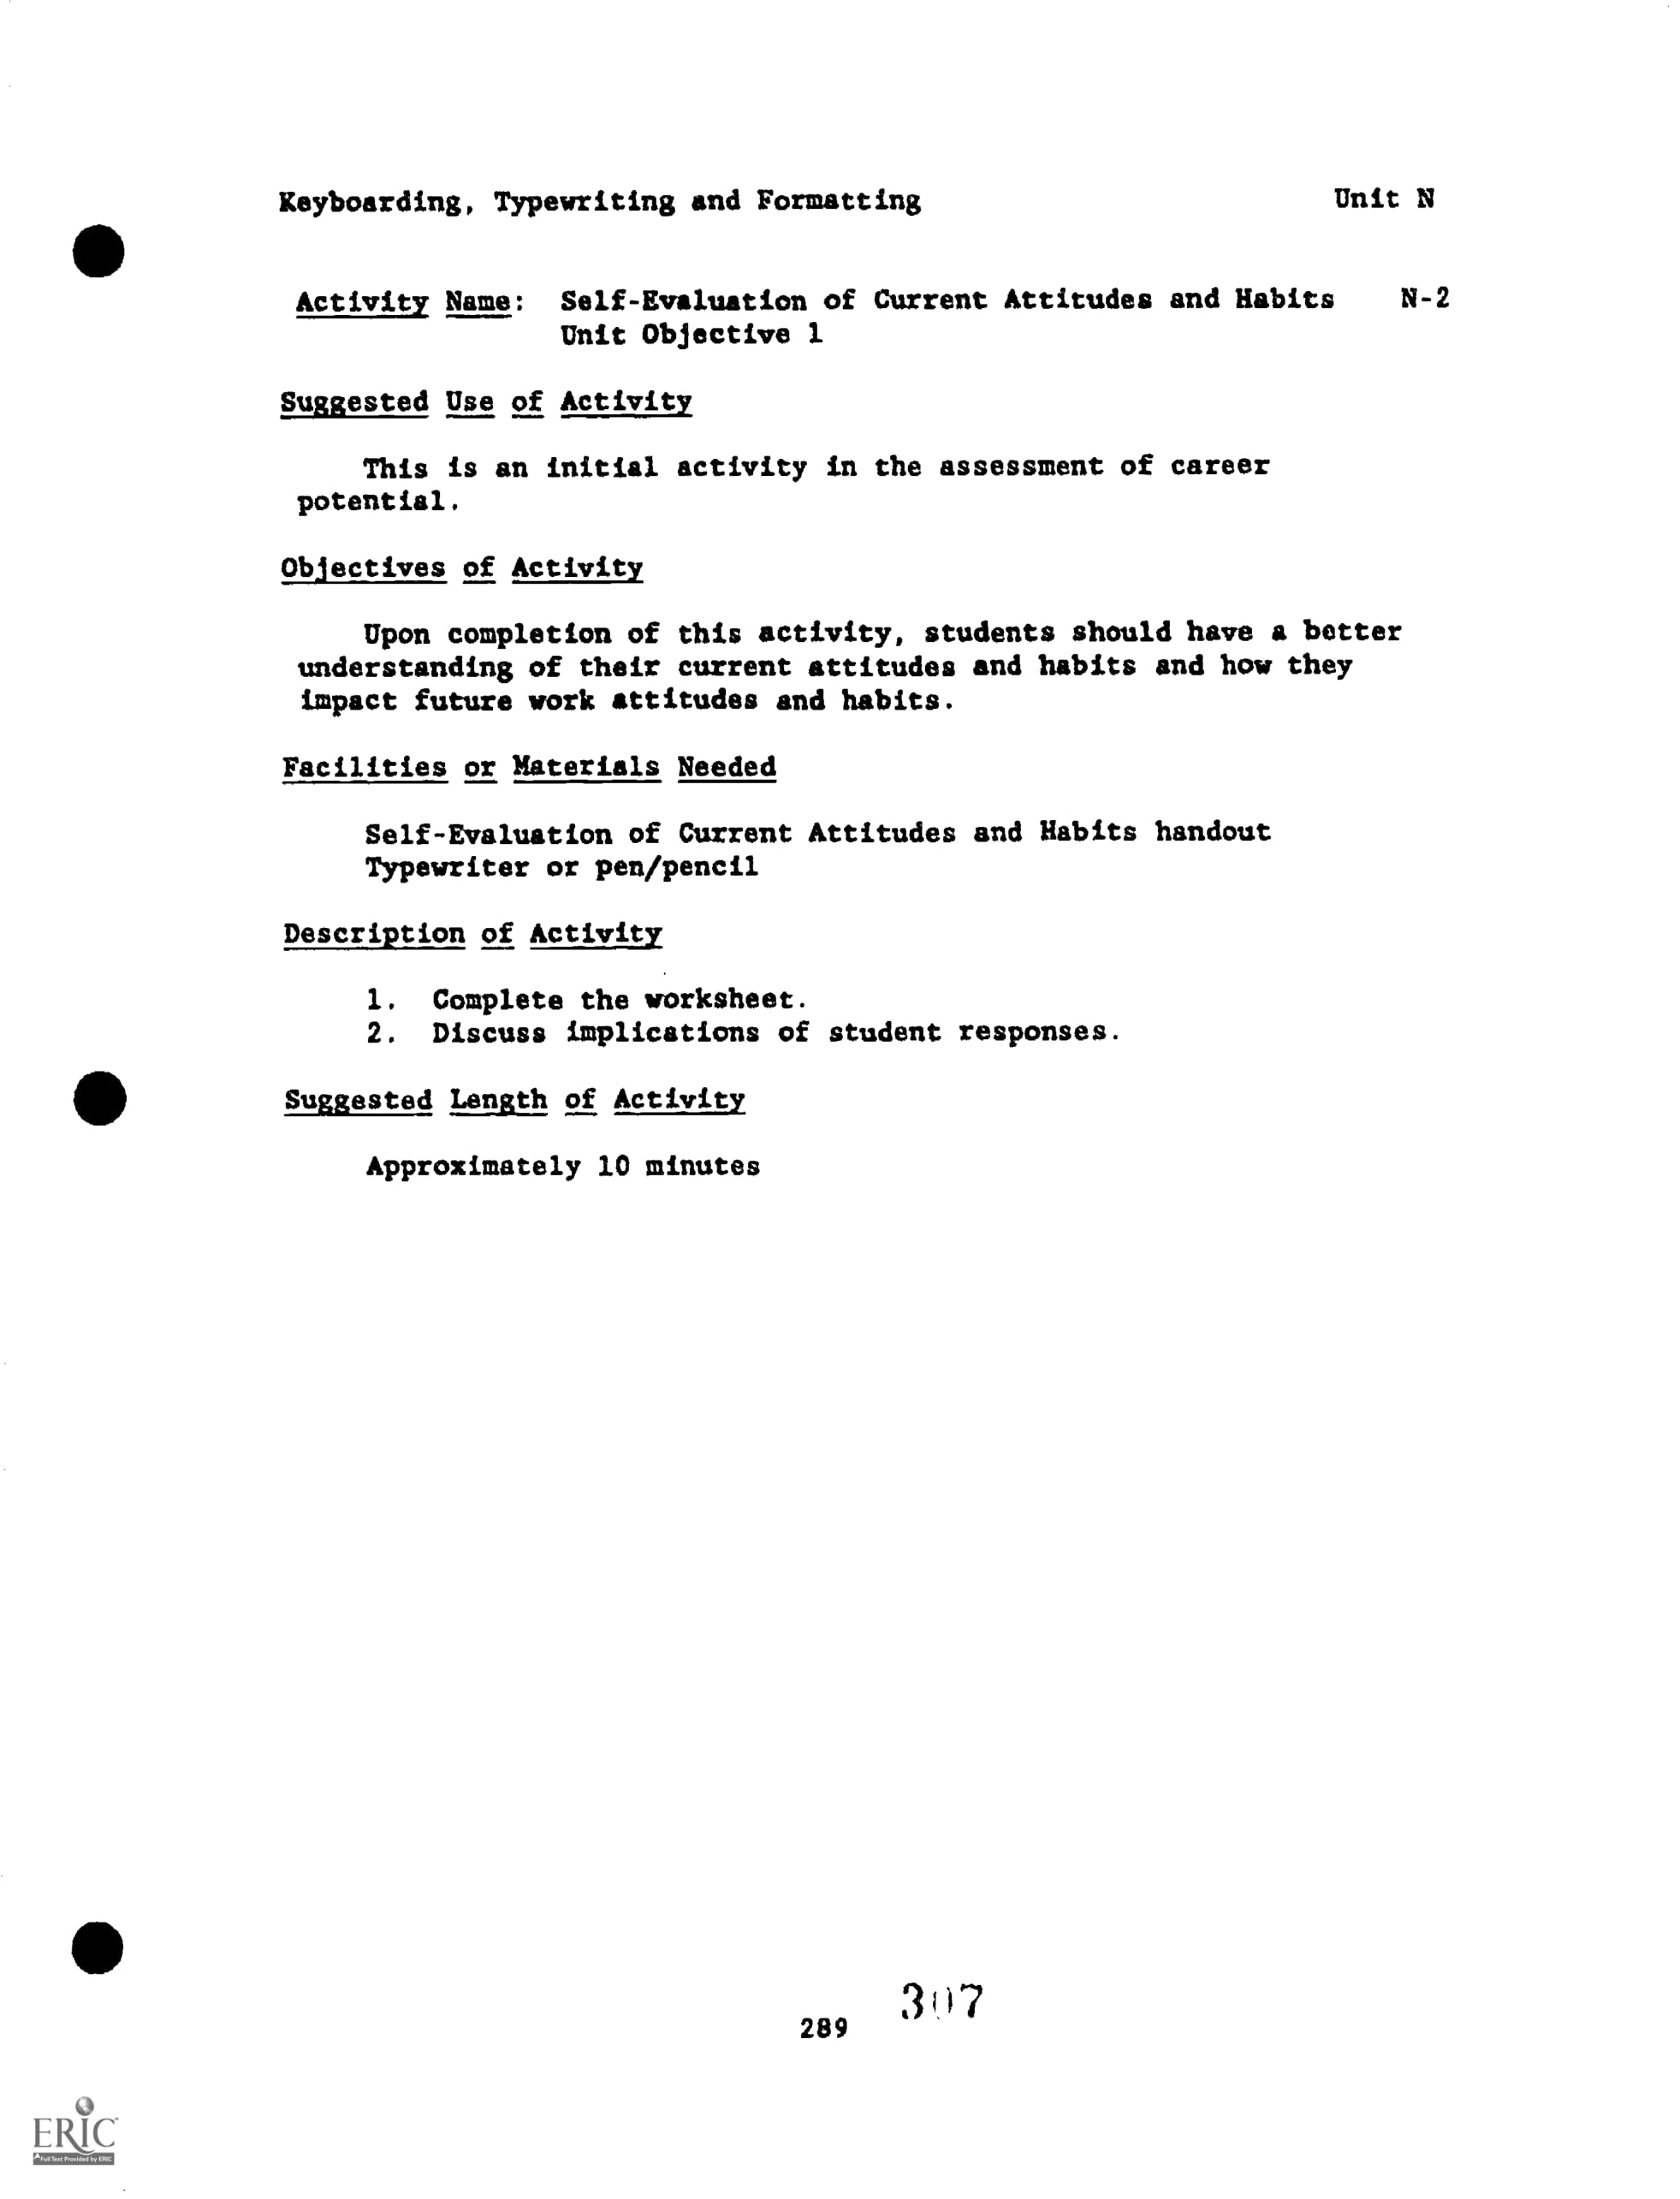 Keyboarding, Typewriting and Formatting Unit N
Activity Name: Self-Evaluation of Current Attitudes and Habits N-2
Unit Objective 1
Suggested Use of Activity
This is an initial activity in the assessment of career
potential.
Objectives of Activity
Upon completion of this activity, students should have a better
understanding of their current attitudes and habits and how they
impact future work attitudes and habits.
Facilities or Materials Needed
Self-Evaluation of Current Attitudes and Habits handout
Typewriter or pen/pencil
Description of Activity
1. Complete the worksheet.
2. Discuss implications of student responses.
Suggested Length of Activity
Approximately 10 minutes
307
289
ERIC
Full Text Provided by ERIC